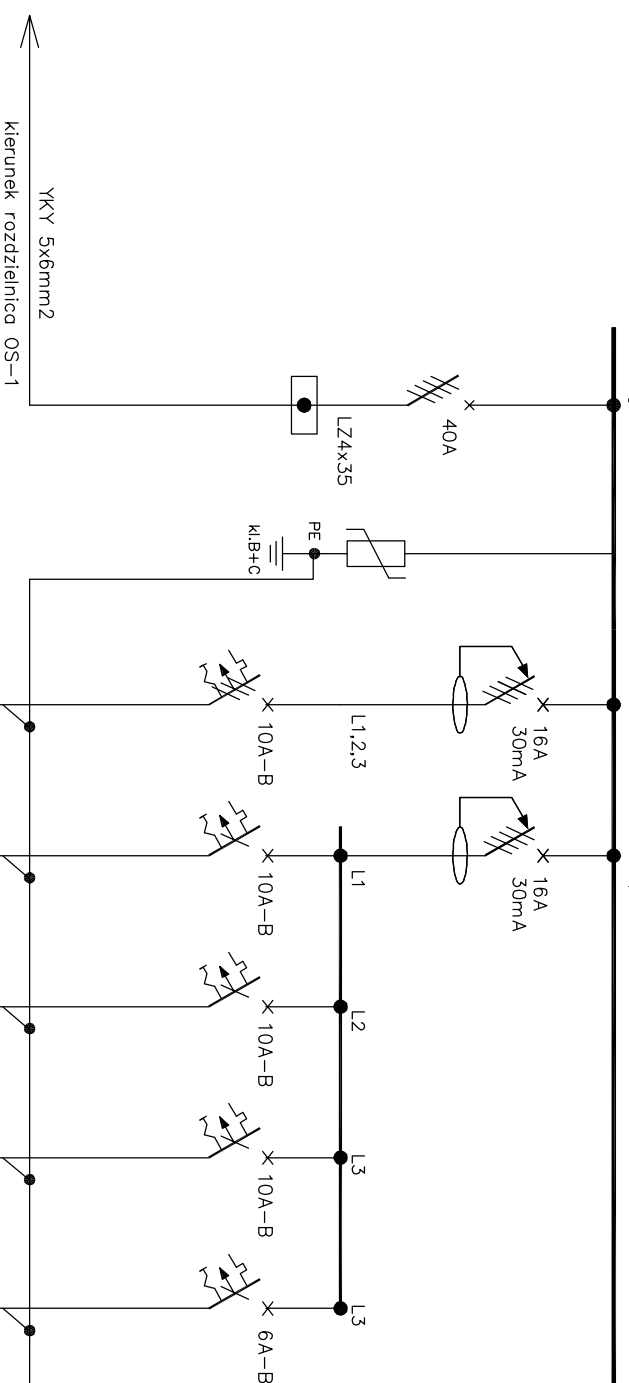 YKY 5x6mm2
kierunek rozdzielnica OS-1
LZ4x35
40A
PE
kl.B+C
16A
30mA
L1,2,3
10A-B
16A
30mA
L1
10A-B
L2
10A-B
L3
10A-B
L3
6A-B